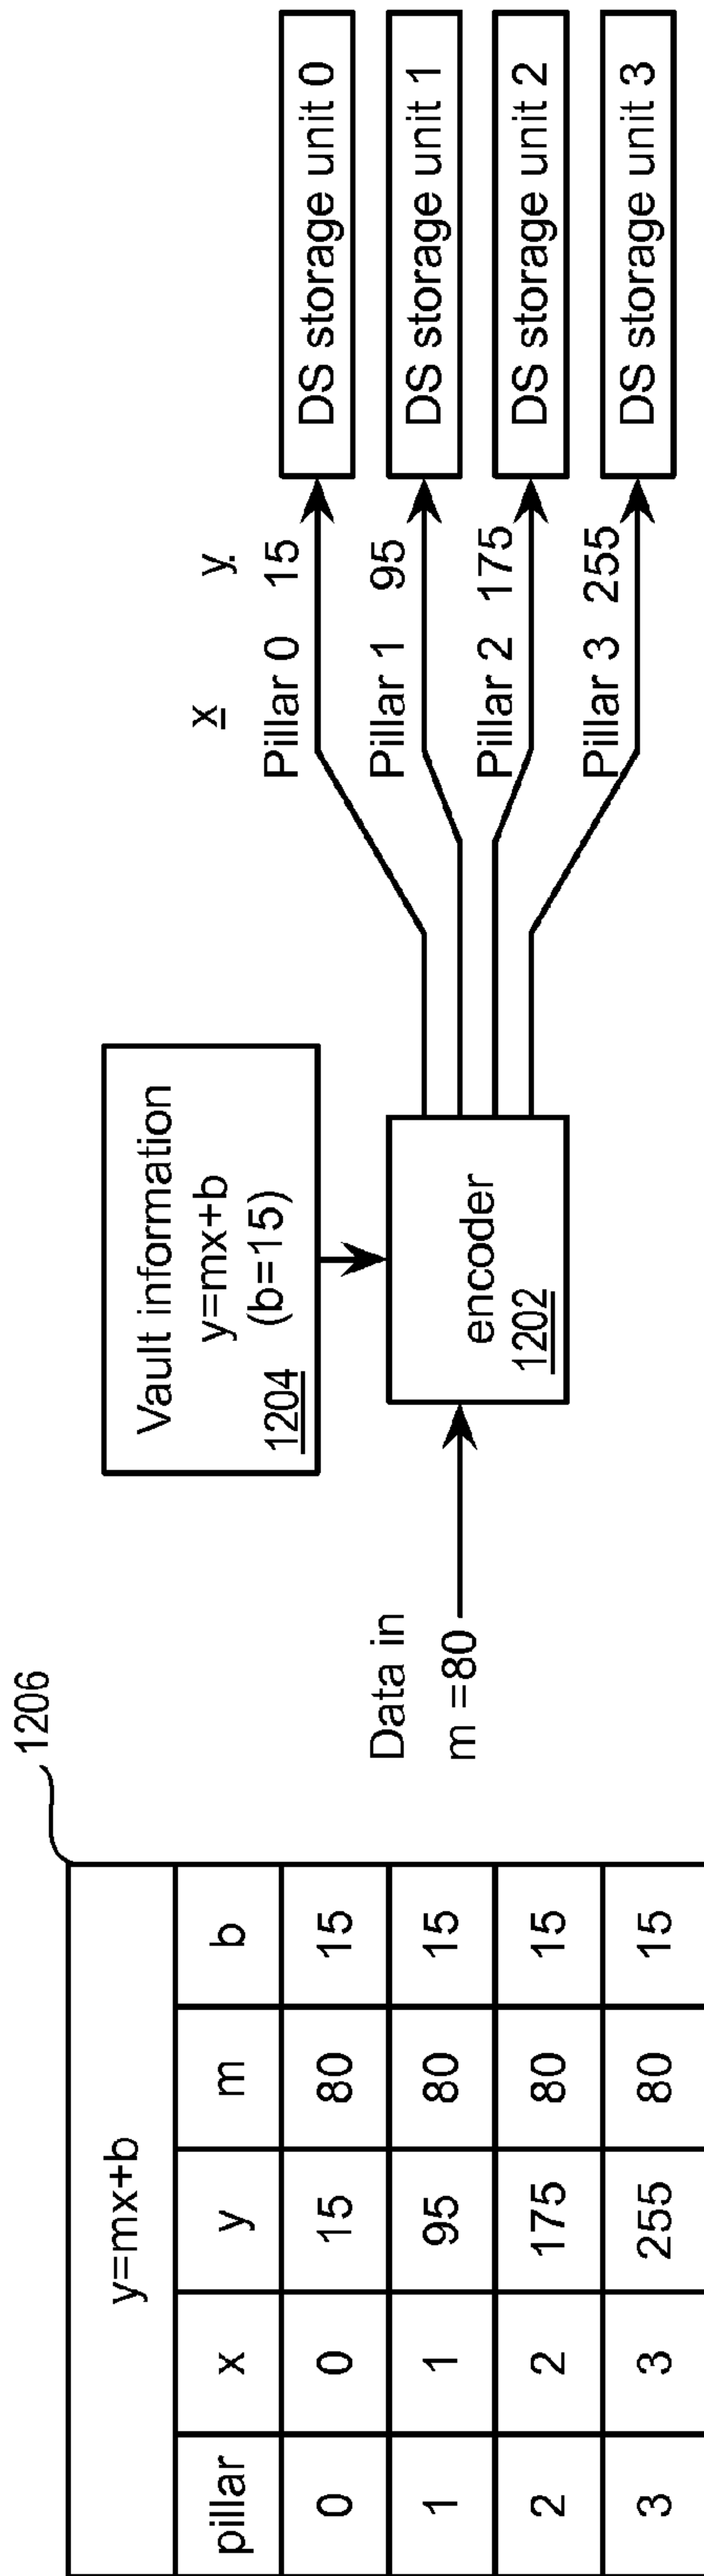 1206
y=mx+b
pillar x y m b
0 0 15 80 15
1 1 95 80 15
2 2 175 80 15
3 3 255 80 15
Data in
m =80
Vault information
y=mx+b
(b=15)
1204
encoder
1202
x y
Pillar 0 15
Pillar 1 95
Pillar 2 175
Pillar 3 255
DS storage unit 0
DS storage unit 1
DS storage unit 2
DS storage unit 3